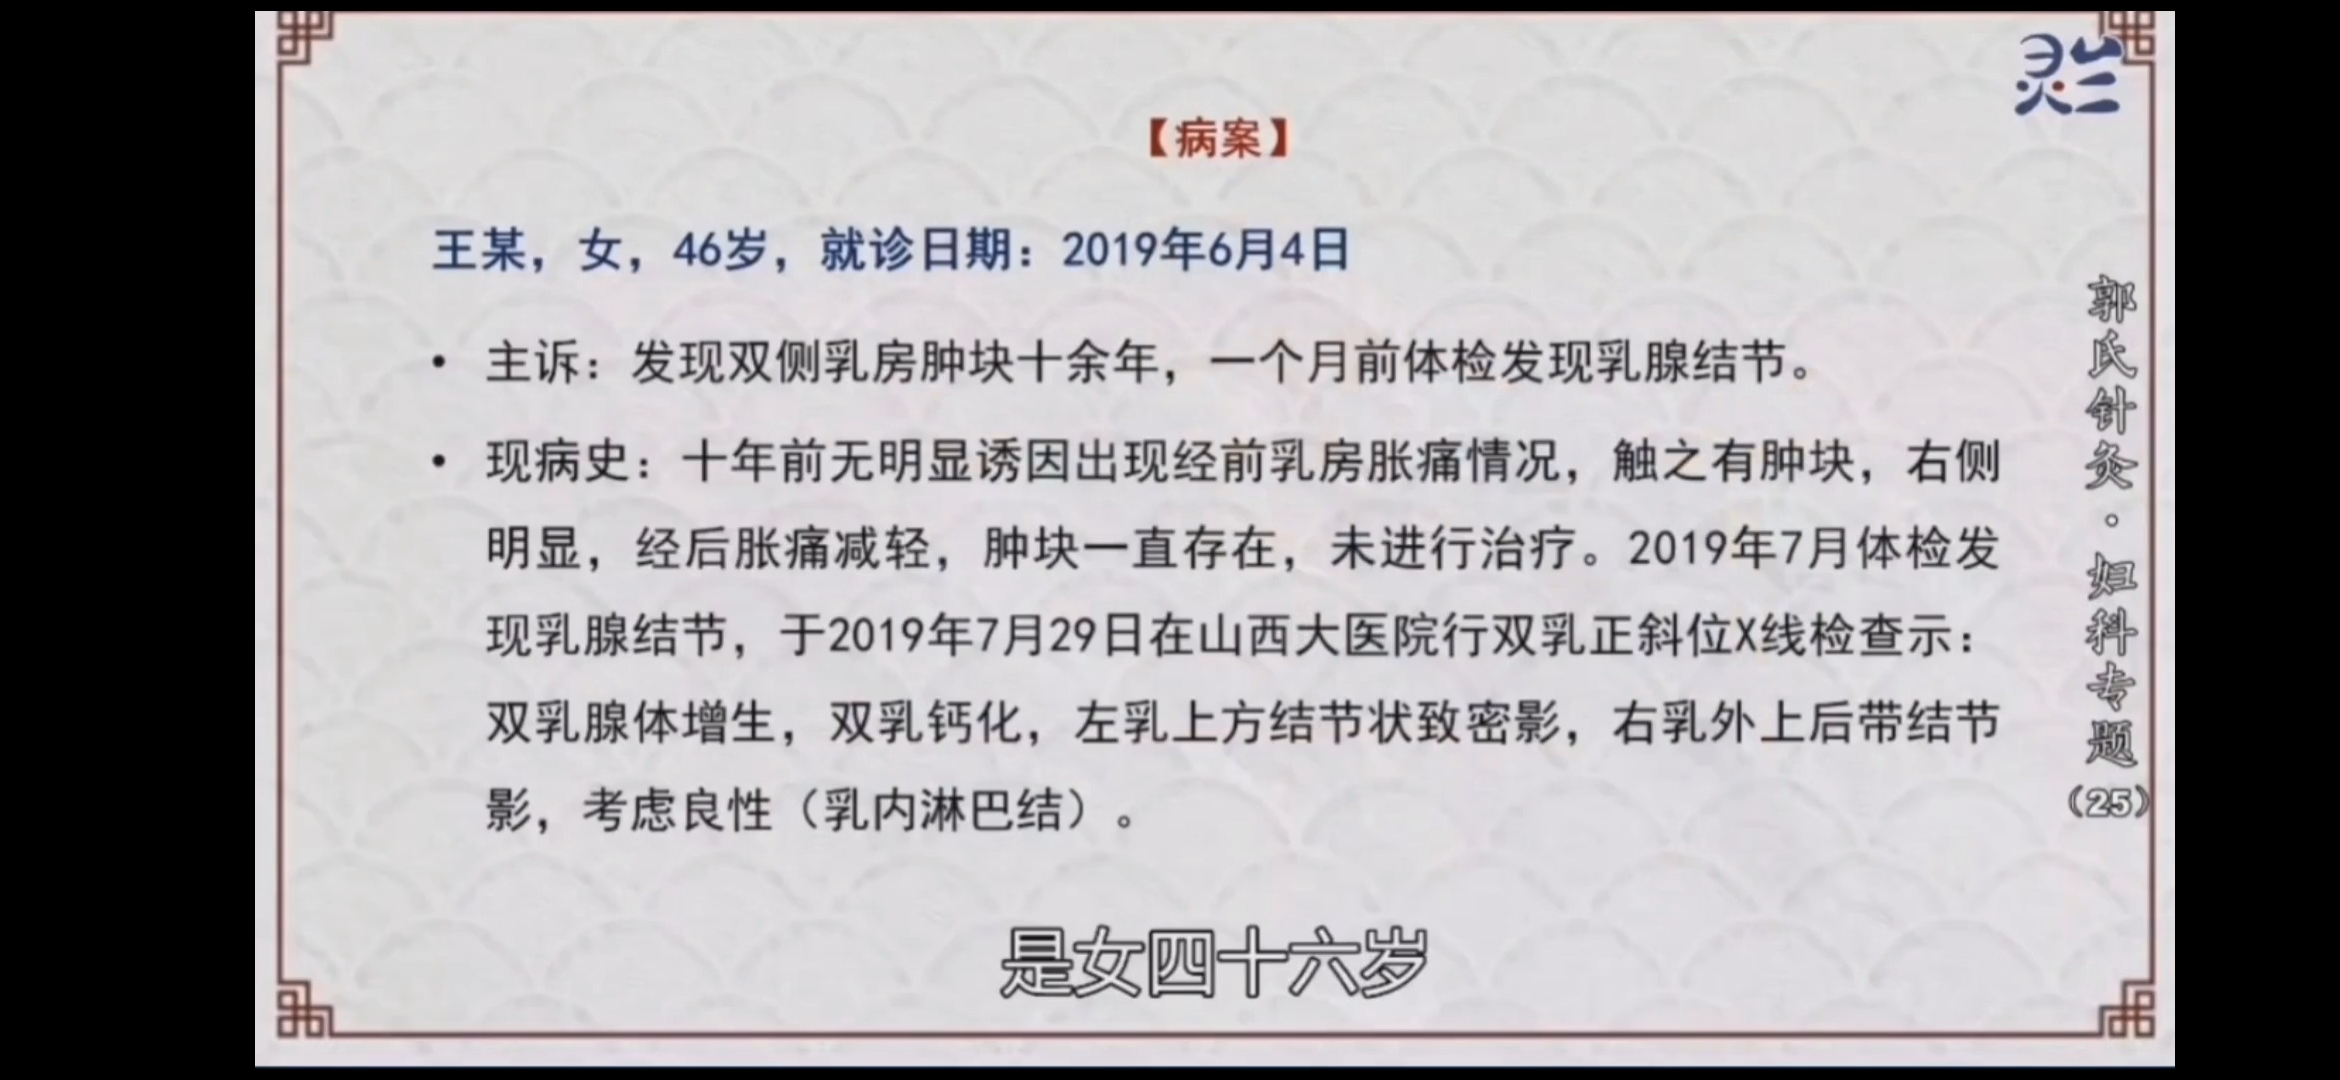 灵兰
【病案】
王某，女，46岁，就诊日期：2019年6月4日
• 主诉：发现双侧乳房肿块十余年，一个月前体检发现乳腺结节。
• 现病史：十年前无明显诱因出现经前乳房胀痛情况，触之有肿块，右侧
明显，经后胀痛减轻，肿块一直存在，未进行治疗。2019年7月体检发
现乳腺结节，于2019年7月29日在山西大医院行双乳正斜位X线检查示：
双乳腺体增生，双乳钙化，左乳上方结节状致密影，右乳外上后带结节
影，考虑良性（乳内淋巴结）。
郭氏针灸·妇科专题（25）
是女四十六岁